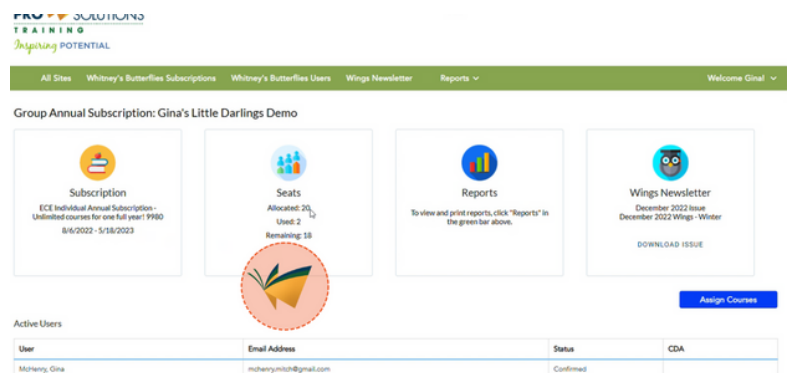 PRO SOLUTIONS
TRAINING
Inspiring POTENTIAL
All Sites Whitney's Butterflies Subscriptions Whitney's Butterflies Users Wings Newsletter Reports Welcome Gina!
Group Annual Subscription: Gina's Little Darlings Demo
Subscription
ECE Individual Annual Subscription -
Unlimited courses for one full year! 9980
8/6/2022 - 5/18/2023
Seats
Allocated: 20
Used: 2
Remaining: 18
Reports
To view and print reports, click "Reports" in
the green bar above.
Wings Newsletter
December 2022 Issue
December 2022 Wings - Winter
DOWNLOAD ISSUE
Assign Courses
Active Users
User Email Address Status CDA
McHenry, Gina mchenry.mitch@gmail.com Confirmed